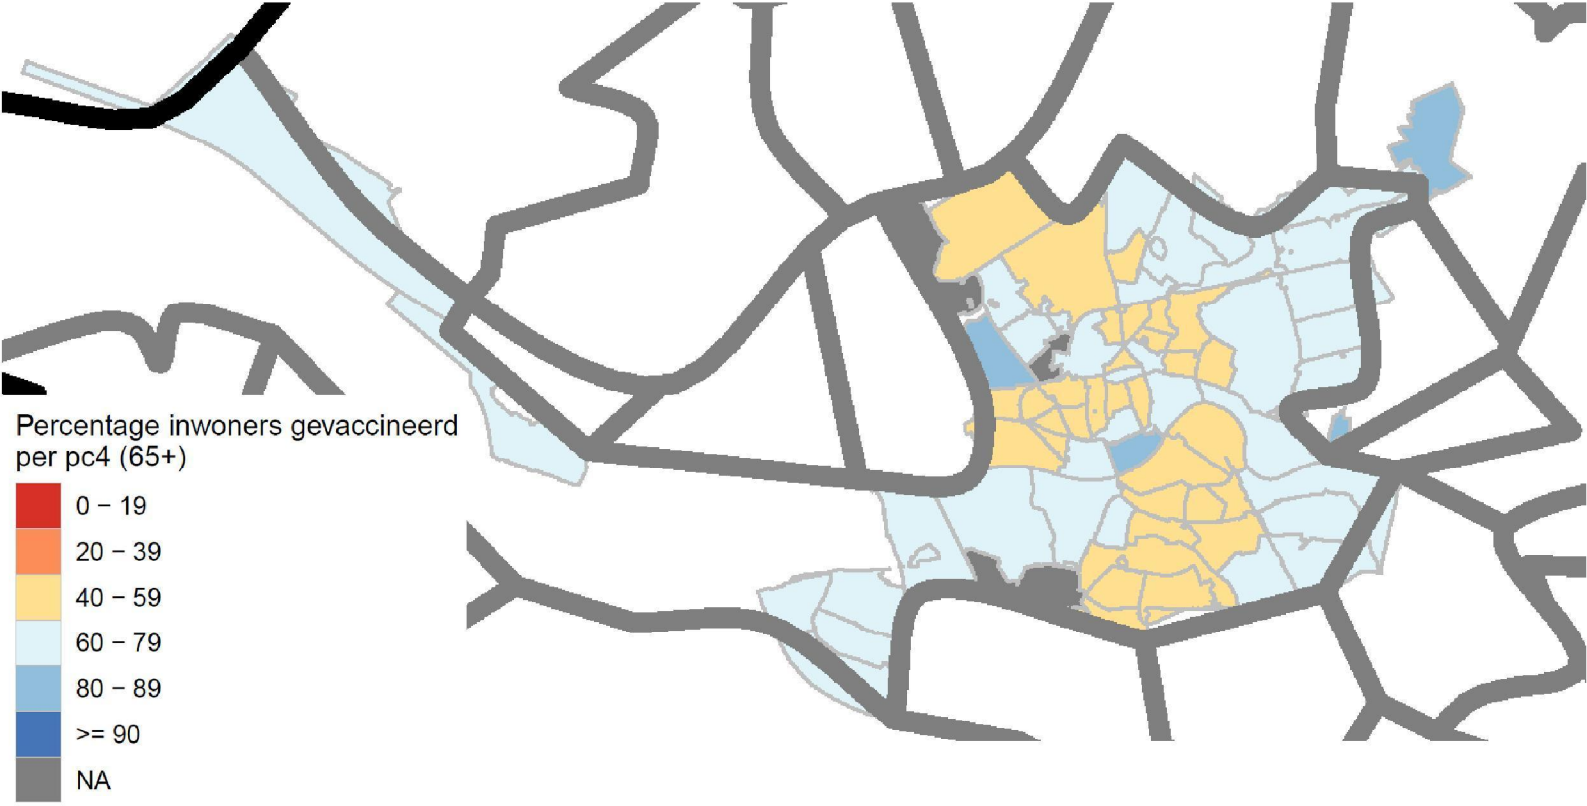 Percentage inwoners gevaccineerd
per pc4 (65+)
0 – 19
20 – 39
40 – 59
60 – 79
80 – 89
>= 90
NA